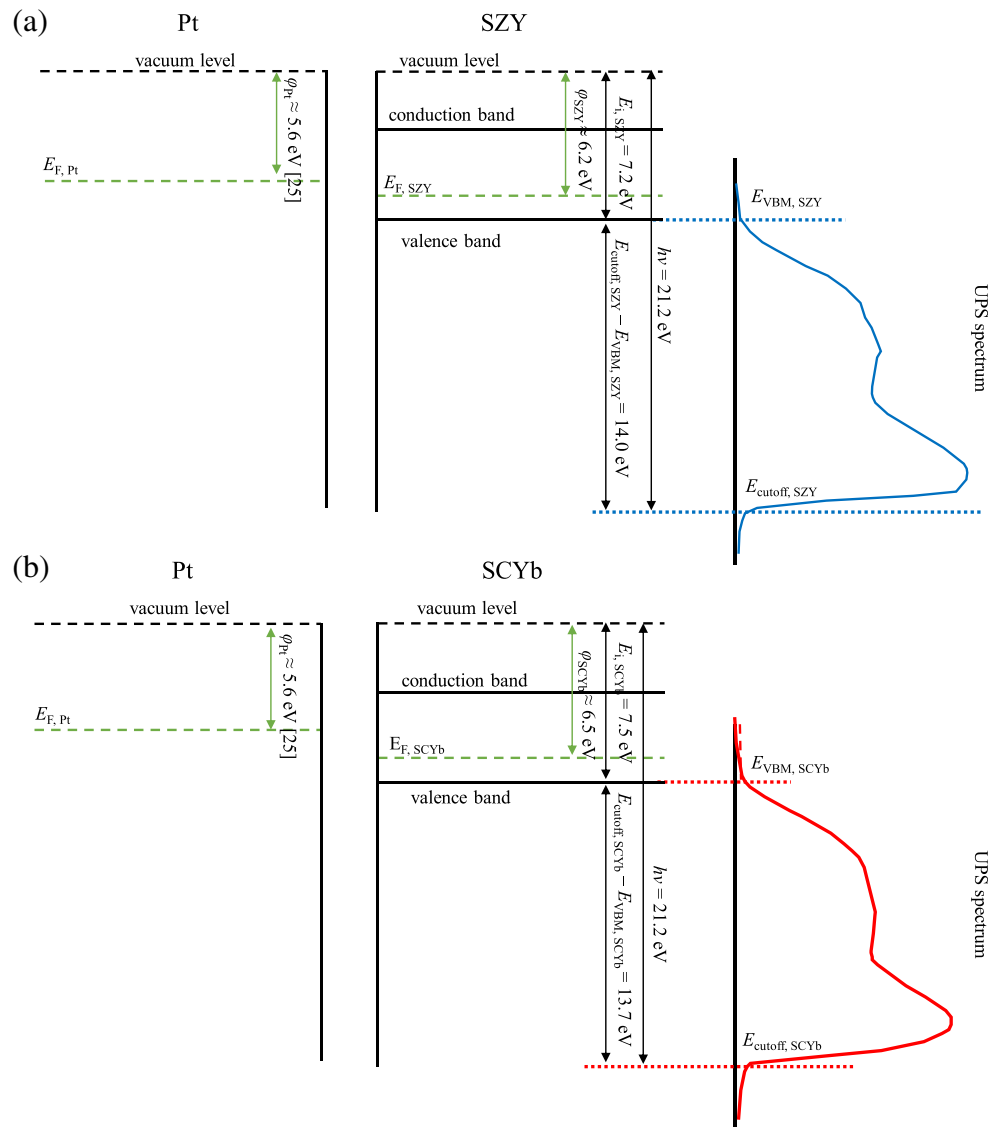 (a)
Pt
SZY
vacuum level
vacuum level
φPt ≈ 5.6 eV [25]
φSZY ≈ 6.2 eV
Ei, SZY = 7.2 eV
conduction band
EF, Pt
EF, SZY
EVBM, SZY
valence band
Ecutoff, SZY − EVBM, SZY = 14.0 eV
hν = 21.2 eV
UPS spectrum
Ecutoff, SZY
(b)
Pt
SCYb
vacuum level
vacuum level
φPt ≈ 5.6 eV [25]
φSCYb ≈ 6.5 eV
Ei, SCYb = 7.5 eV
conduction band
EF, Pt
EF, SCYb
EVBM, SCYb
valence band
Ecutoff, SCYb − EVBM, SCYb = 13.7 eV
hν = 21.2 eV
UPS spectrum
Ecutoff, SCYb